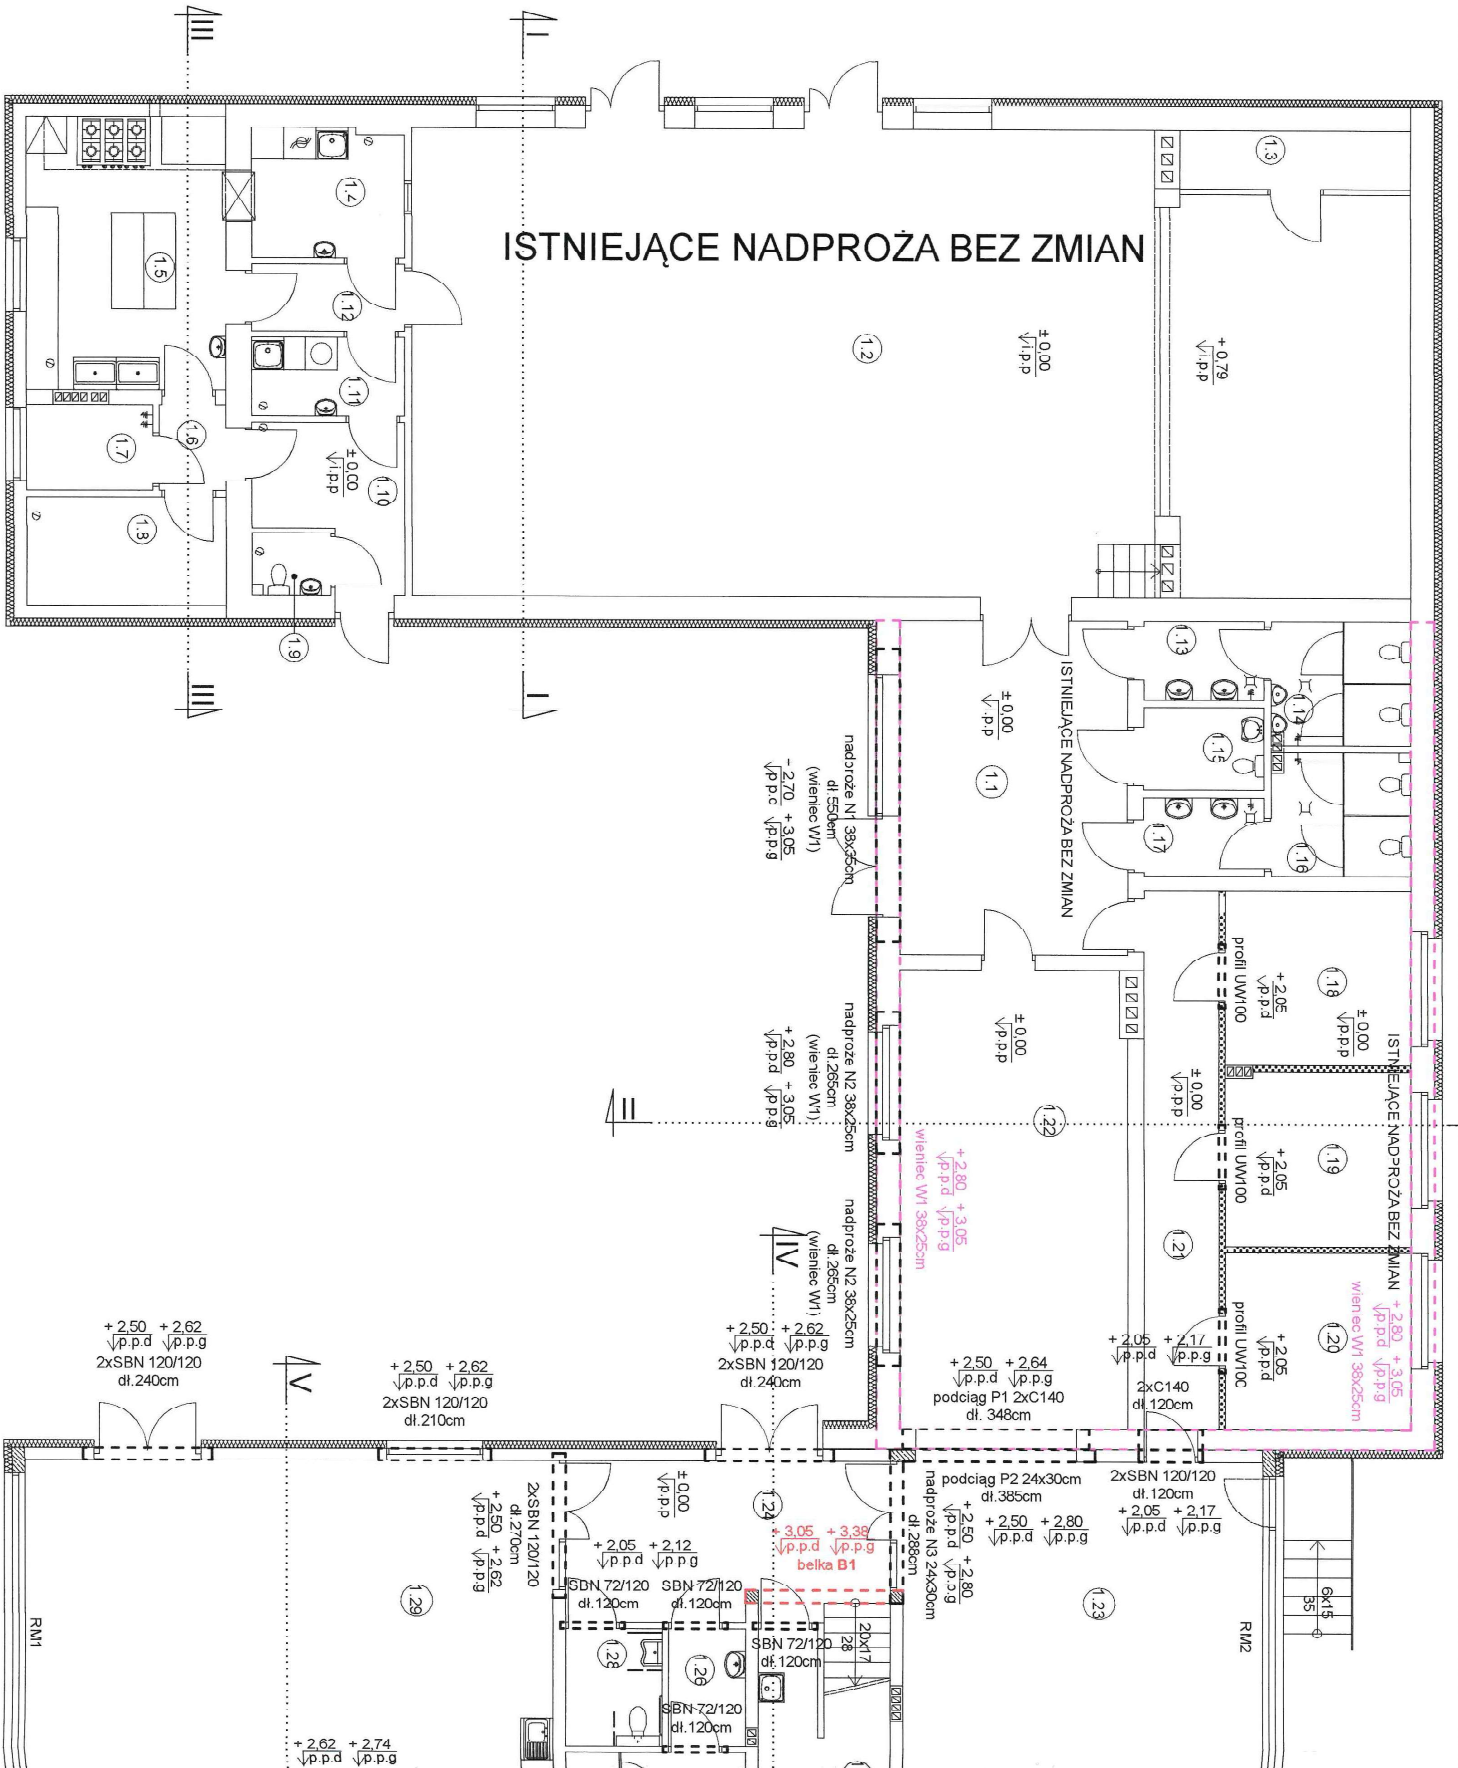 III
I
1.3
1.4
ISTNIEJĄCE NADPROŻA BEZ ZMIAN
1.5
1.12
1.2
± 0,00
i.p.p
+ 0,79
i.p.p
1.11
1.6
1.7
± 0,00
i.p.p
1.10
1.8
1.9
III
I
1.13
ISTNIEJĄCE NADPROŻA BEZ ZMIAN
± 0,00
.p.p
1.14
1.15
1.1
nadproże N1 38x35cm
dł.550cm
(wieniec W1)
- 2,70 + 3,05
p.p.c p.p.g
1.17
1.16
profil UW100
+ 2,05
p.p.d
1.18
± 0,00
p.p.p
± 0,00
p.p.p
nadproże N2 38x25cm
dł.265cm
(wieniec W1)
+ 2,80 + 3,05
p.p.d p.p.g
ISTNIEJĄCE NADPROŻA BEZ ZMIAN
± 0,00
p.p.p
II
1.22
profil UW100
+ 2,05
p.p.d
1.19
+ 2,80 + 3,05
p.p.d p.p.g
wieniec W1 38x25cm
nadproże N2 38x25cm
dł.265cm
(wieniec W1)
IV
1.21
profil UW100
+ 2,05
p.p.d
1.20
+ 2,80 + 3,05
p.p.d p.p.g
wieniec W1 38x25cm
+ 2,50 + 2,62
p.p.d p.p.g
2xSBN 120/120
dł.240cm
V
+ 2,50 + 2,62
p.p.d p.p.g
2xSBN 120/120
dł.210cm
+ 2,50 + 2,62
p.p.d p.p.g
2xSBN 120/120
dł.240cm
+ 2,50 + 2,64
p.p.d p.p.g
podciąg P1 2xC140
dł. 348cm
+ 2,05 + 2,17
p.p.d p.p.g
2xC140
dł.120cm
2xSBN 120/120
dł.270cm
+ 2,50 + 2,62
p.p.d p.p.g
± 0,00
p.p.p
1.24
nadproże N3 24x30cm
dł.288cm
+ 2,50 + 2,80
p.p.d p.p.g
podciąg P2 24x30cm
dł.385cm
+ 2,50 + 2,80
p.p.d p.p.g
2xSBN 120/120
dł.120cm
+ 2,05 + 2,17
p.p.d p.p.g
+ 2,05 + 2,12
p.p.d p.p.g
+ 3,05 + 3,38
p.p.d p.p.g
belka B1
SBN 72/120 SBN 72/120
dł.120cm dł.120cm
1.29
1.23
6x15
35
RM1
RM2
1.28
1.26
SBN 72/120
dł.120cm
20x17
28
SBN 72/120
dł.120cm
+ 2,62 + 2,74
p.p.d p.p.g